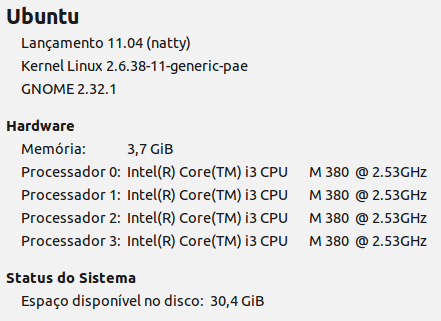 Ubuntu
Lançamento 11.04 (natty)
Kernel Linux 2.6.38-11-generic-pae
GNOME 2.32.1
Hardware
Memória: 3,7 GiB
Processador 0: Intel(R) Core(TM) i3 CPU M 380 @ 2.53GHz
Processador 1: Intel(R) Core(TM) i3 CPU M 380 @ 2.53GHz
Processador 2: Intel(R) Core(TM) i3 CPU M 380 @ 2.53GHz
Processador 3: Intel(R) Core(TM) i3 CPU M 380 @ 2.53GHz
Status do Sistema
Espaço disponível no disco: 30,4 GiB